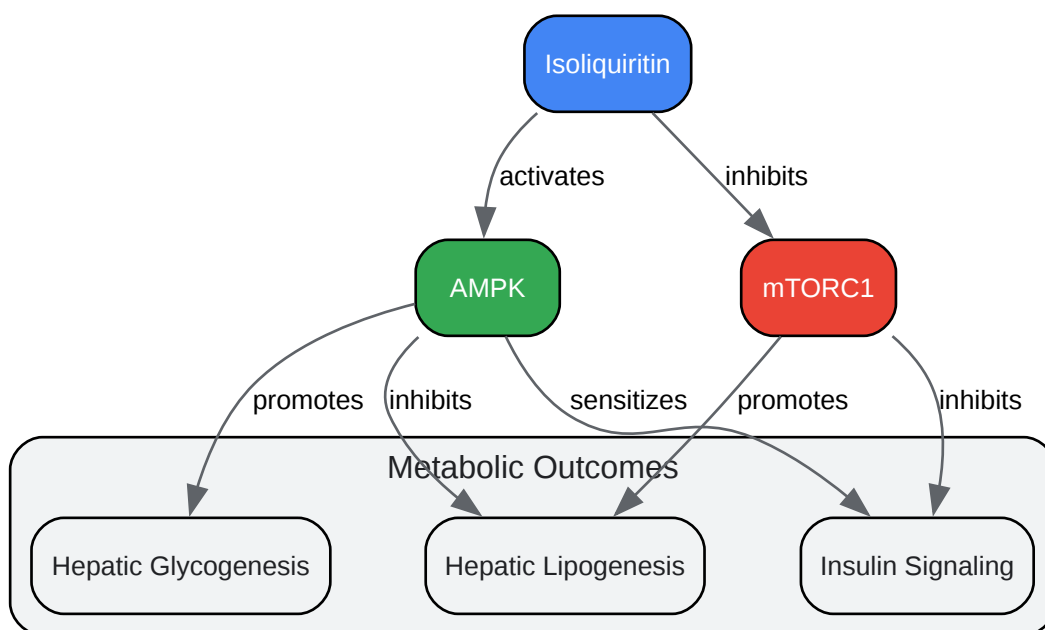 Isoliquiritin
activates
inhibits
AMPK
mTORC1
promotes
inhibits
sensitizes
promotes
inhibits
Metabolic Outcomes
Hepatic Glycogenesis
Hepatic Lipogenesis
Insulin Signaling